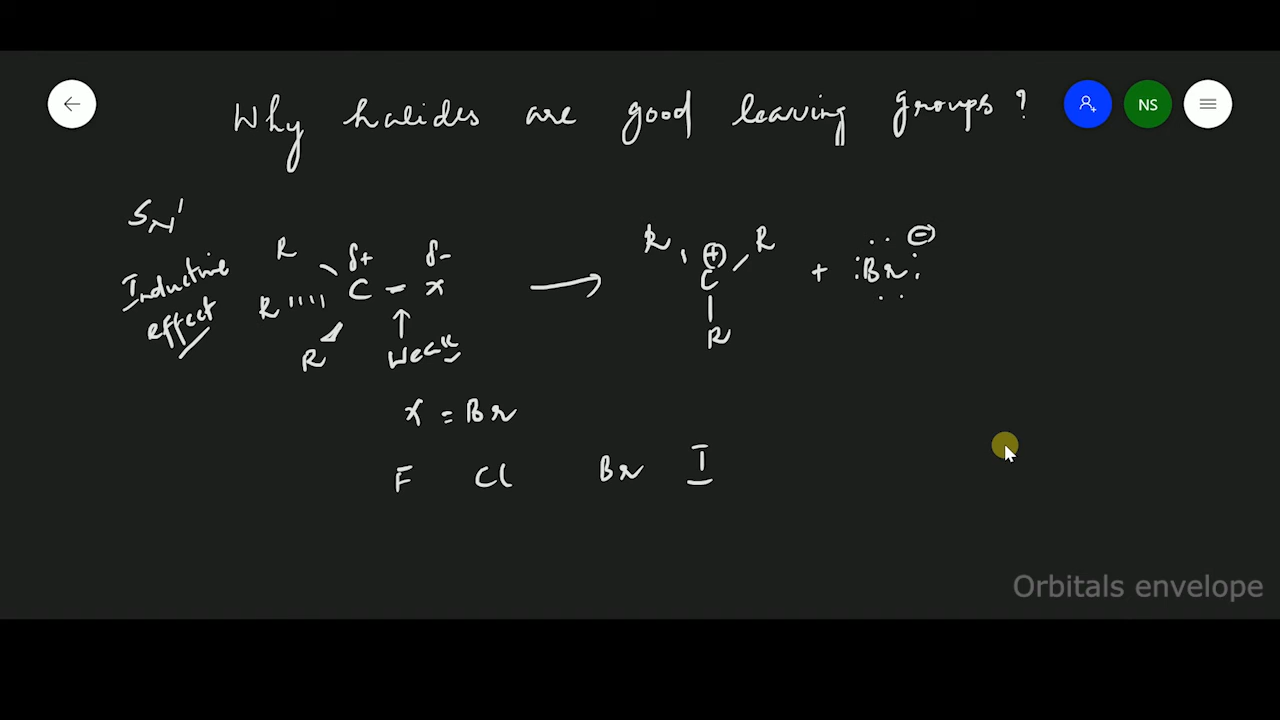 Why halides are good leaving groups ?
NS
SN1
Inductive effect
R R R C δ+ – X δ-
Weak
R R C + R + :Br: -
X = Br
F Cl Br I
Orbitals envelope